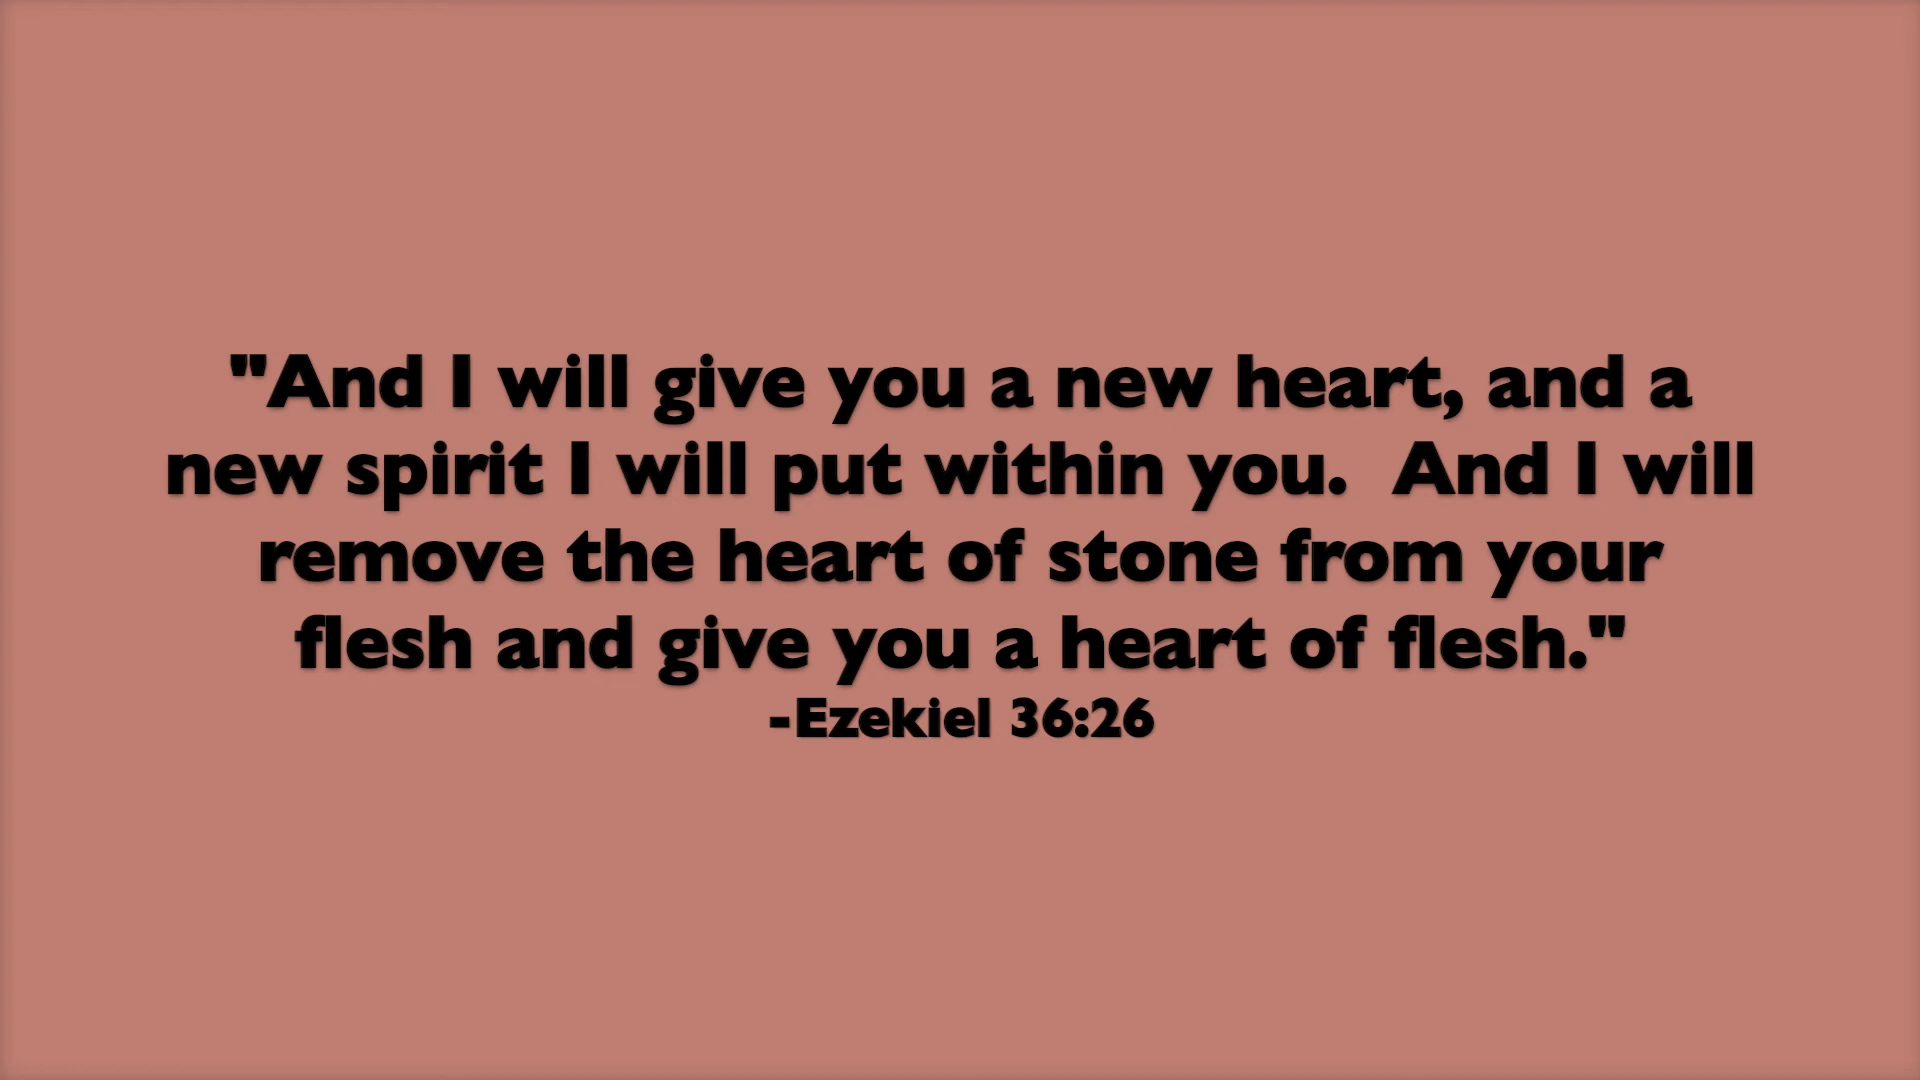 "And I will give you a new heart, and a
new spirit I will put within you.  And I will
remove the heart of stone from your
flesh and give you a heart of flesh."
-Ezekiel 36:26